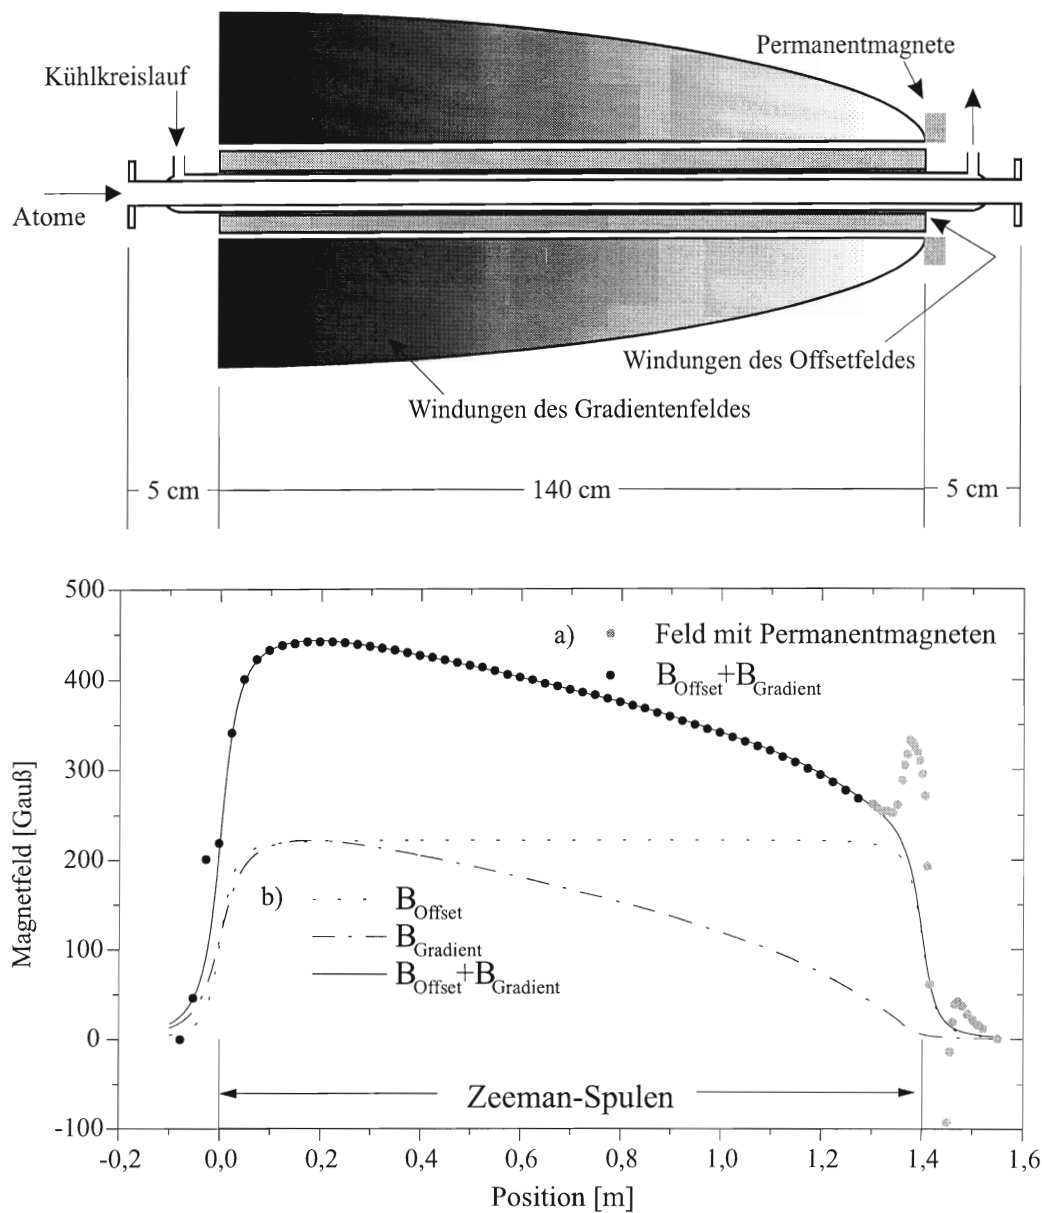 Permanentmagnete
Kühlkreislauf
Atome
Windungen des Offsetfeldes
Windungen des Gradientenfeldes
5 cm
140 cm
5 cm
500
400
300
200
100
0
-100
Magnetfeld [Gauß]
a) Feld mit Permanentmagneten
B_Offset+B_Gradient
b) B_Offset
B_Gradient
B_Offset+B_Gradient
Zeeman-Spulen
-0,2 0,0 0,2 0,4 0,6 0,8 1,0 1,2 1,4 1,6
Position [m]